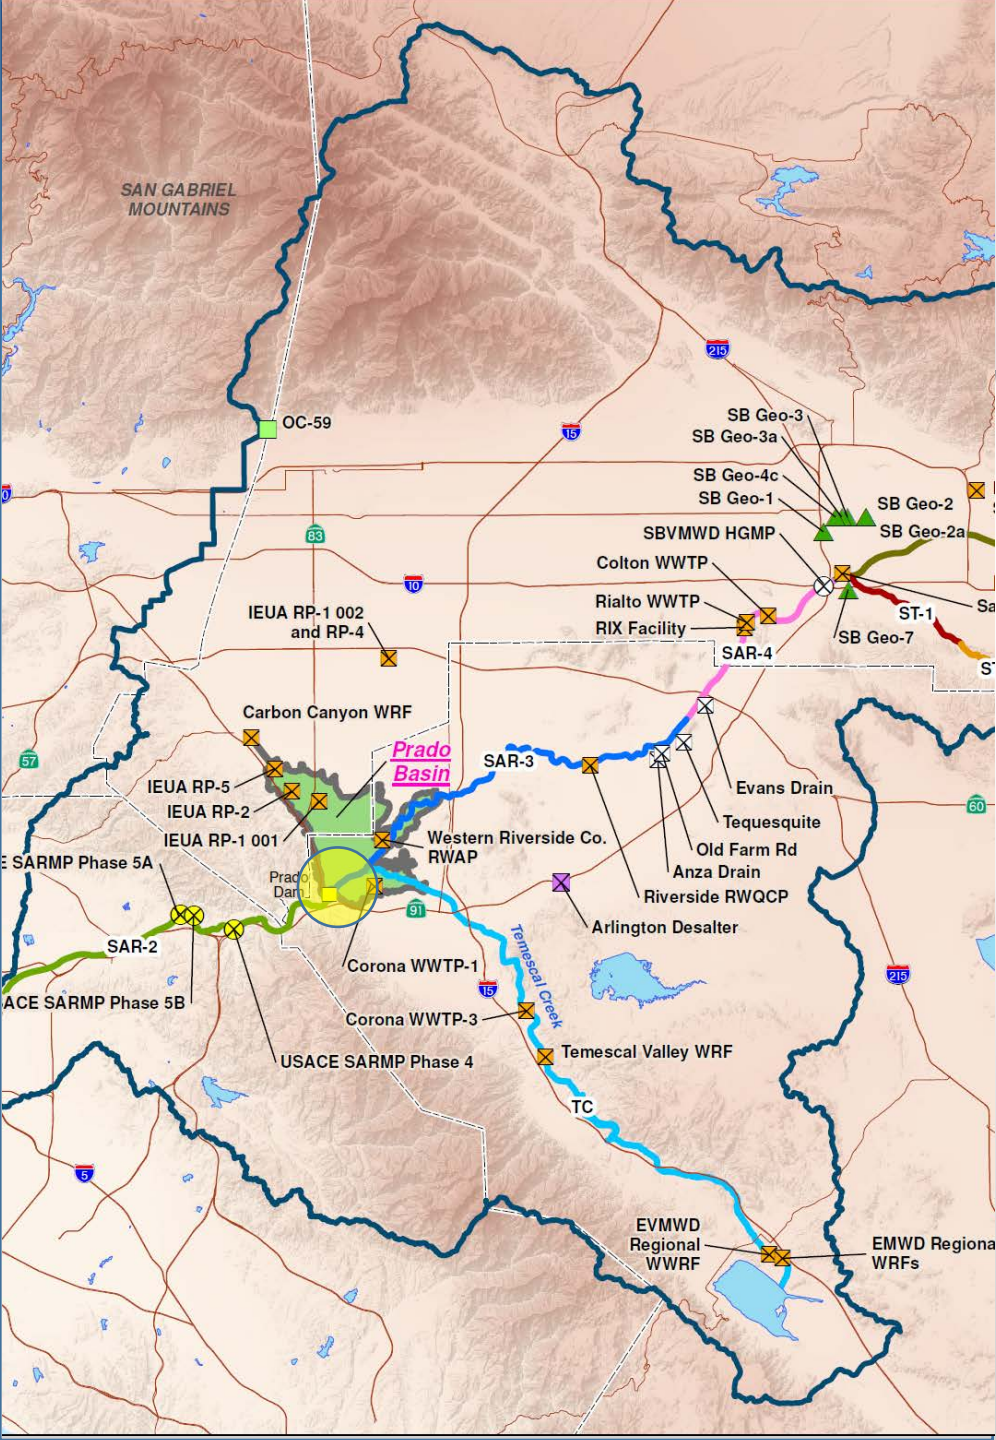 SAN GABRIEL
MOUNTAINS
215
OC-59
15
SB Geo-3
SB Geo-3a
SB Geo-4c
SB Geo-1
SB Geo-2
SB Geo-2a
SBVMWD HGMP
0
83
10
Colton WWTP
Rialto WWTP
RIX Facility
IEUA RP-1 002
and RP-4
ST-1
Sa
SB Geo-7
SAR-4
ST
Carbon Canyon WRF
Prado
Basin
SAR-3
57
IEUA RP-5
IEUA RP-2
IEUA RP-1 001
Evans Drain
60
Tequesquite
Western Riverside Co.
RWAP
Old Farm Rd
E SARMP Phase 5A
Prado
Dam
Anza Drain
Riverside RWQCP
91
Arlington Desalter
SAR-2
Temescal Creek
Corona WWTP-1
215
15
ACE SARMP Phase 5B
Corona WWTP-3
USACE SARMP Phase 4
Temescal Valley WRF
TC
5
EVMWD
Regional
WWRF
EMWD Regiona
WRFs